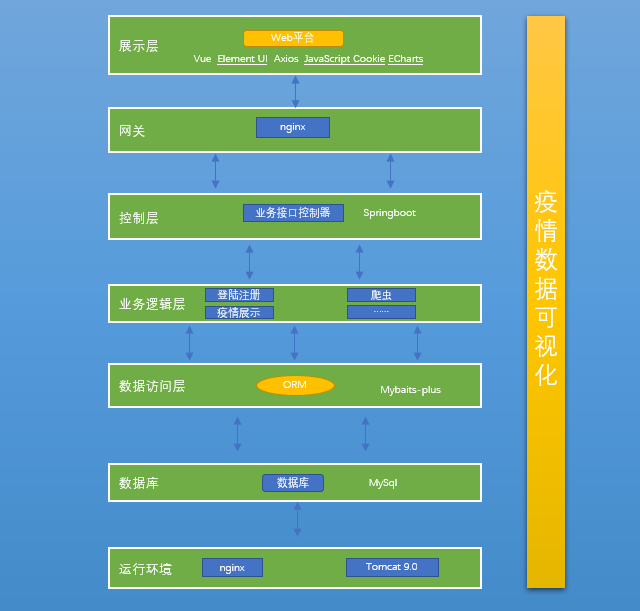 展示层
Web平台
Vue Element UI Axios JavaScript Cookie ECharts
网关
nginx
控制层
业务接口控制器
Springboot
业务逻辑层
登陆注册
爬虫
疫情展示
......
数据访问层
ORM
Mybaits-plus
数据库
数据库
MySql
运行环境
nginx
Tomcat 9.0
疫情数据可视化